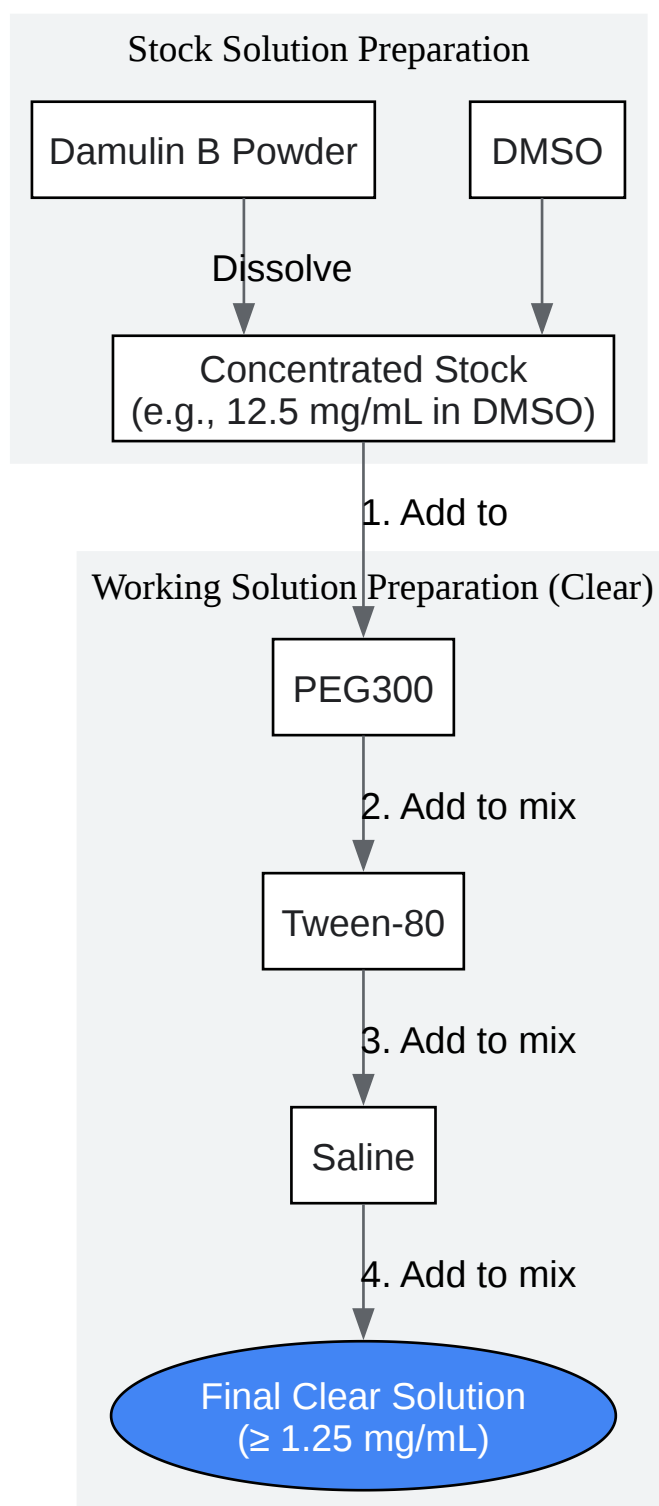 Stock Solution Preparation
Damulin B Powder
DMSO
Dissolve
Concentrated Stock
(e.g., 12.5 mg/mL in DMSO)
1. Add to
Working Solution Preparation (Clear)
PEG300
2. Add to mix
Tween-80
3. Add to mix
Saline
4. Add to mix
Final Clear Solution
(≥ 1.25 mg/mL)